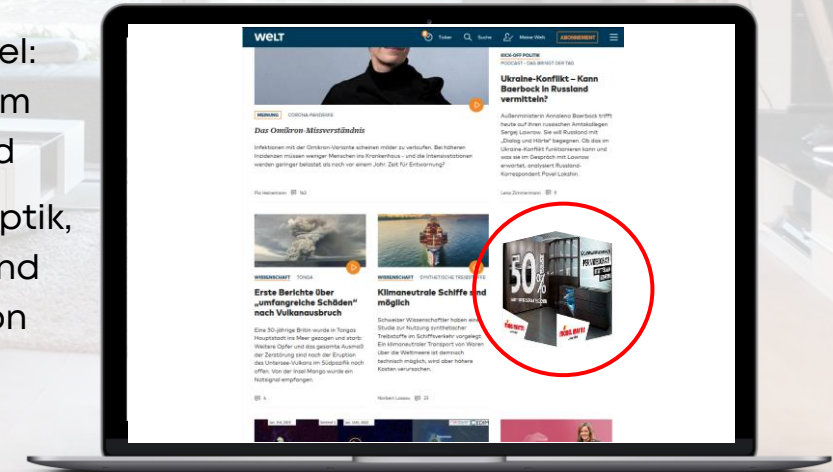 el:
m
d
ptik,
nd
on
WELT
Ticker
Suche
Meine Welt
ABONNEMENT
MEINUNG CORONA-PANDEMIE
Das Omikron-Missverständnis
Infektionen mit der Omikron-Variante scheinen milder zu verlaufen. Bei höheren
Inzidenzen müssen weniger Menschen ins Krankenhaus – und die Intensivstationen
werden geringer belastet als noch vor einem Jahr. Zeit für Entwarnung?
163
KICK-OFF POLITIK
PODCAST - DAS BRINGT DER TAG
Ukraine-Konflikt – Kann
Baerbock in Russland
vermitteln?
Außenministerin Annalena Baerbock trifft
heute auf ihren russischen Amtskollegen
Sergej Lawrow. Sie will Russland mit
„Dialog und Härte“ begegnen. Ob das im
Ukraine-Konflikt funktionieren kann und
was sie im Gespräch mit Lawrow
erwartet, analysiert Russland-
Korrespondent Pavel Lokshin.
Lena Zimmermann 9
WISSENSCHAFT TONGA
Erste Berichte über
„umfangreiche Schäden“
nach Vulkanausbruch
Eine 50-jährige Britin wurde in Tongas
Hauptstadt ins Meer gezogen und starb:
Weitere Opfer und das gesamte Ausmaß
der Zerstörung sind nach der Eruption
des Untersee-Vulkans im Südpazifik noch
offen. Von der Insel Mango wurde ein
Notsignal empfangen.
4
WISSENSCHAFT SYNTHETISCHE TREIBSTOFFE
Klimaneutrale Schiffe sind
möglich
Schweizer Wissenschaftler haben eine
Studie zur Nutzung synthetischer
Treibstoffe im Schiffsverkehr vorgelegt.
Ein klimaneutraler Transport von Waren
über die Weltmeere ist demnach
technisch möglich, wird aber höhere
Kosten verursachen.
Norbert Lossau 23
50%
PER VIDEOCALL